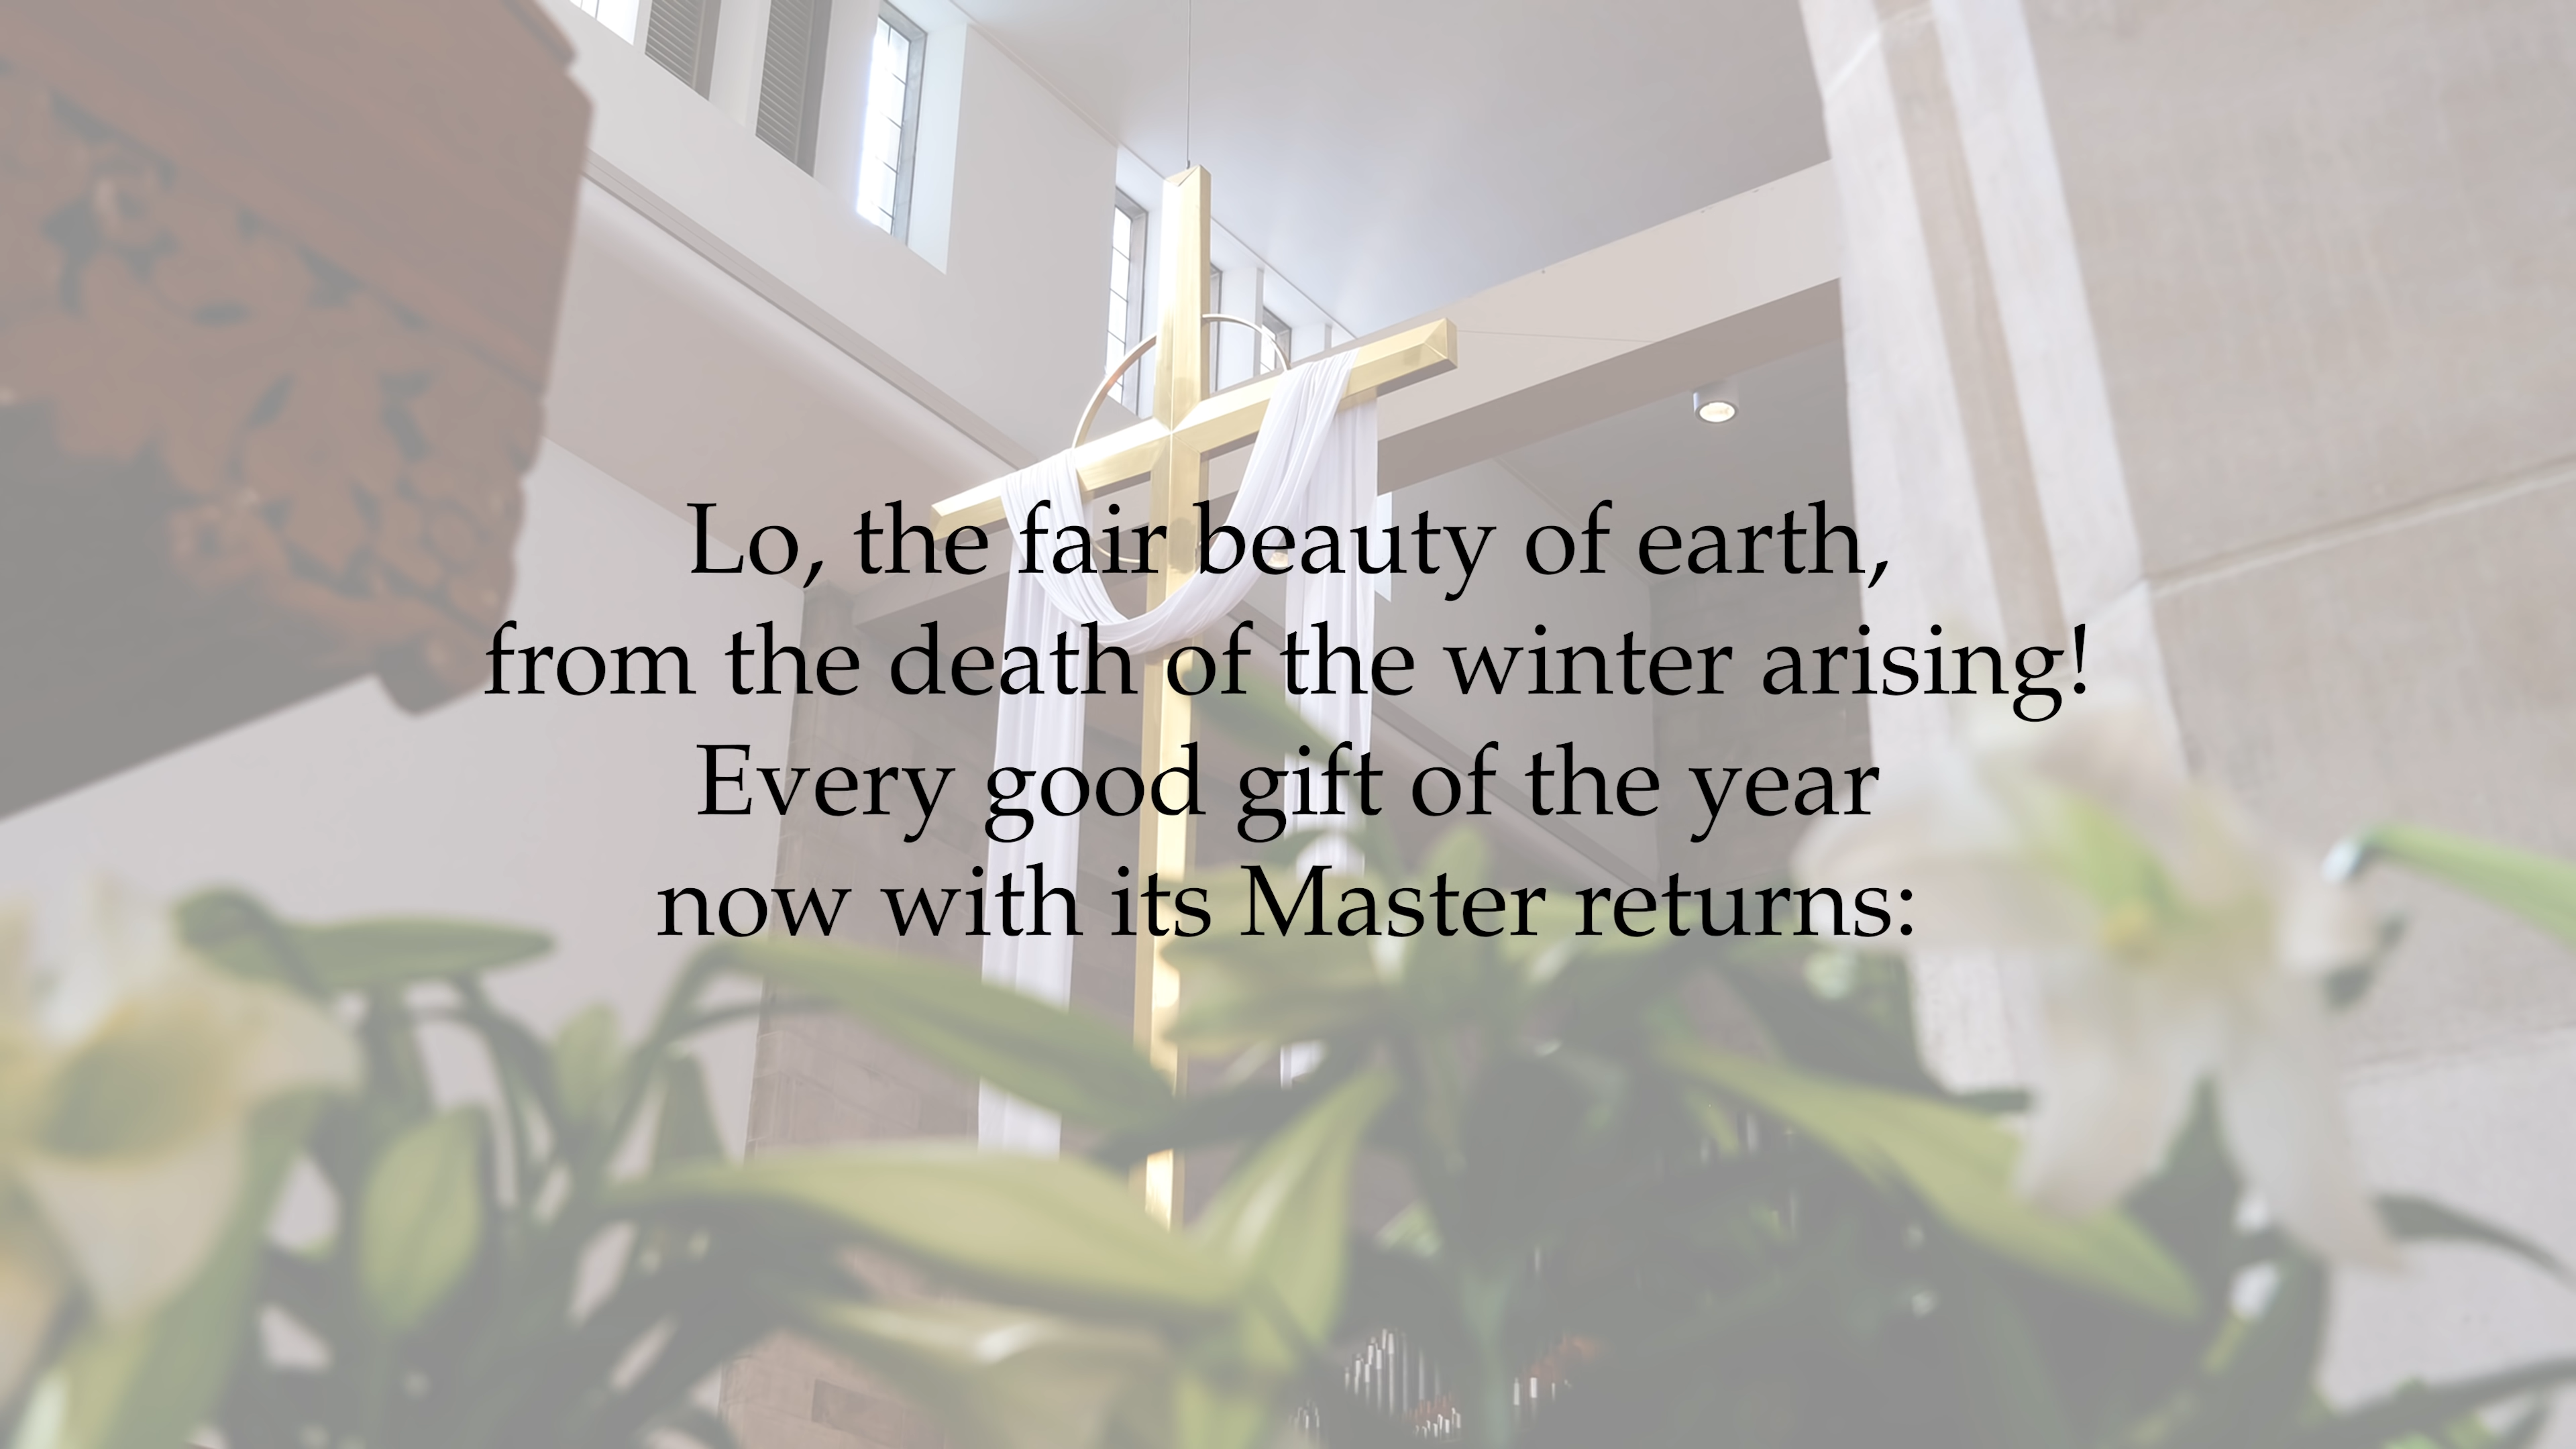 Lo, the fair beauty of earth,
from the death of the winter arising!
Every good gift of the year
now with its Master returns: